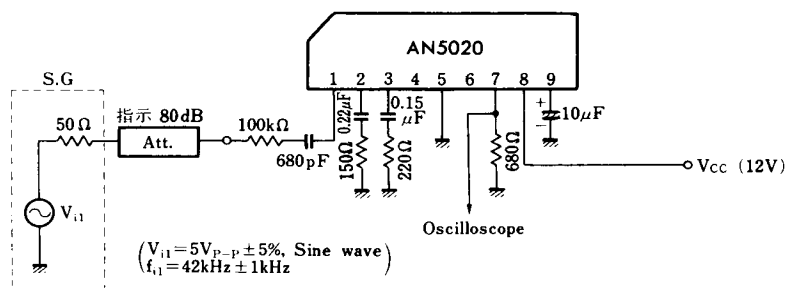 AN5020
1 2 3 4 5 6 7 8 9
S.G
指示 80dB
50Ω
Att.
100kΩ
680pF
0.22μF
150Ω
0.15
μF
220Ω
680Ω
+
−
10μF
VCC (12V)
Oscilloscope
Vi1
(Vi1=5VP−P±5%, Sine wave
fi1=42kHz±1kHz)